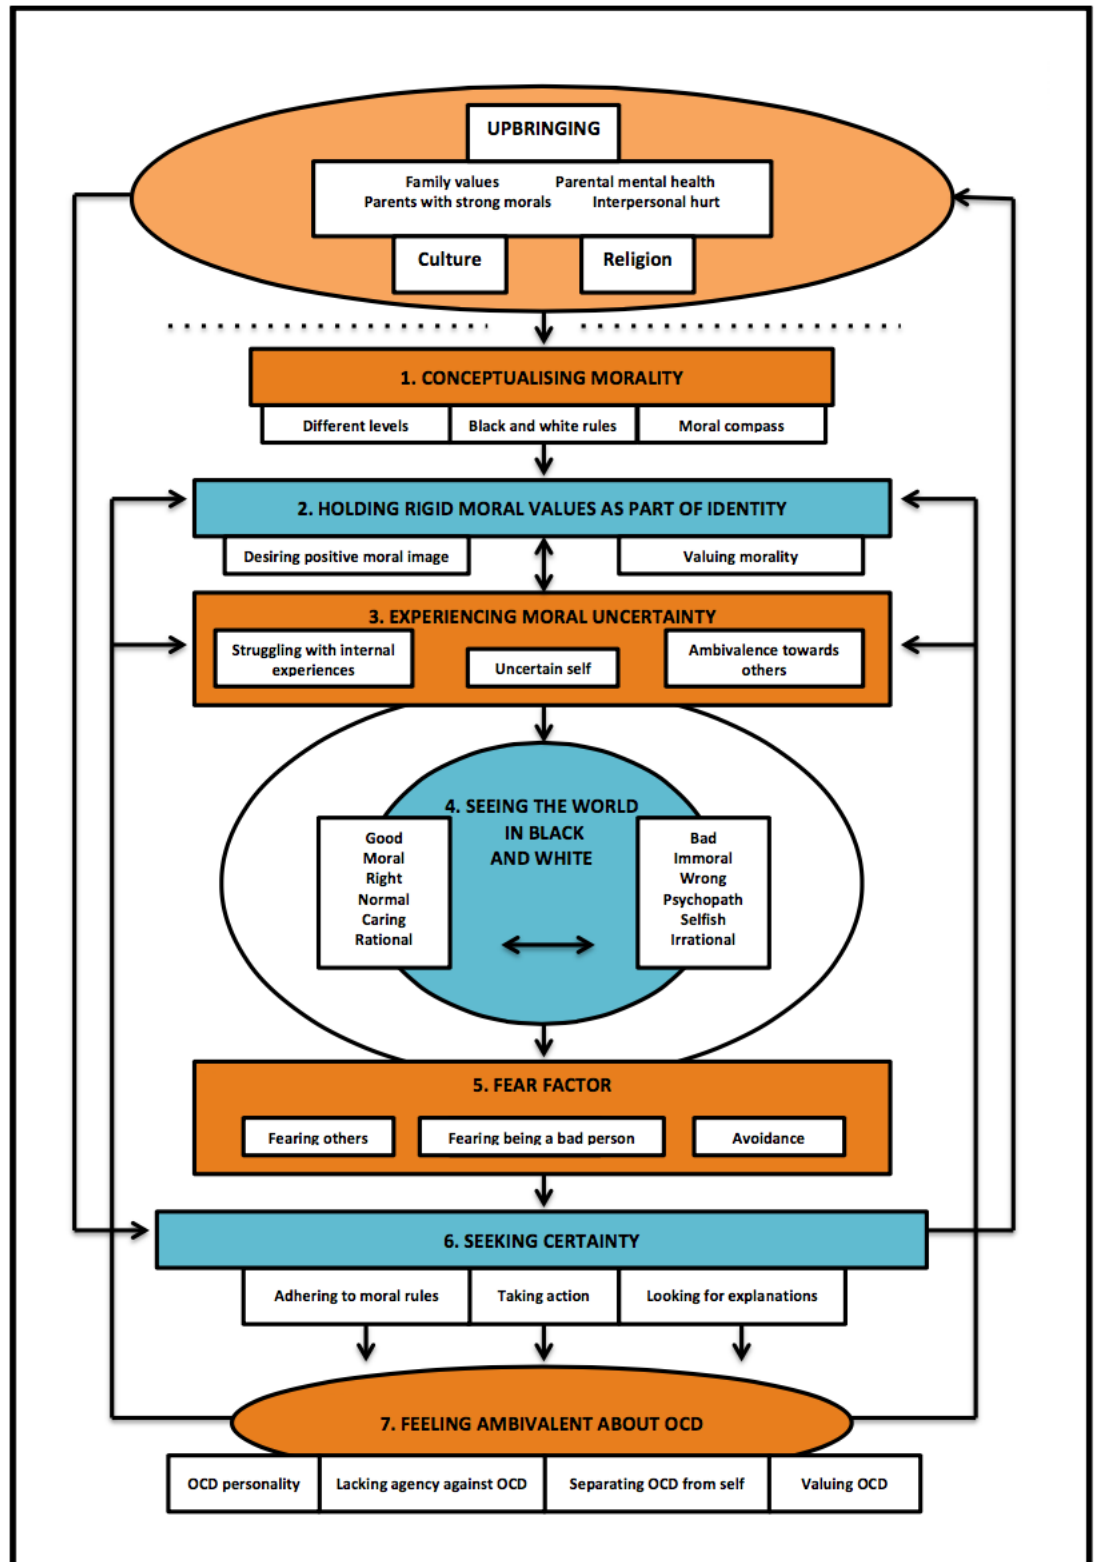 UPBRINGING
Family values Parental mental health
Parents with strong morals Interpersonal hurt
Culture Religion
1. CONCEPTUALISING MORALITY
Different levels Black and white rules Moral compass
2. HOLDING RIGID MORAL VALUES AS PART OF IDENTITY
Desiring positive moral image Valuing morality
3. EXPERIENCING MORAL UNCERTAINTY
Struggling with internal
experiences
Uncertain self
Ambivalence towards
others
4. SEEING THE WORLD
IN BLACK
AND WHITE
Good
Moral
Right
Normal
Caring
Rational
Bad
Immoral
Wrong
Psychopath
Selfish
Irrational
5. FEAR FACTOR
Fearing others Fearing being a bad person Avoidance
6. SEEKING CERTAINTY
Adhering to moral rules Taking action Looking for explanations
7. FEELING AMBIVALENT ABOUT OCD
OCD personality Lacking agency against OCD Separating OCD from self Valuing OCD